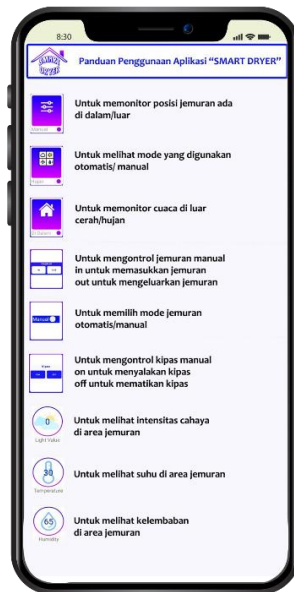 8:30
SMART
DRYER
Panduan Penggunaan Aplikasi “SMART DRYER”
Untuk memonitor posisi jemuran ada
di dalam/luar
Manual
Untuk melihat mode yang digunakan
otomatis/ manual
Hujan
Untuk memonitor cuaca di luar
cerah/hujan
Untuk mengontrol jemuran manual
in untuk memasukkan jemuran
out untuk mengeluarkan jemuran
Untuk memilih mode jemuran
otomatis/manual
Manual
Untuk mengontrol kipas manual
on untuk menyalakan kipas
off untuk mematikan kipas
0
Light Value
Untuk melihat intensitas cahaya
di area jemuran
30
Temperature
Untuk melihat suhu di area jemuran
65
Humidity
Untuk melihat kelembaban
di area jemuran